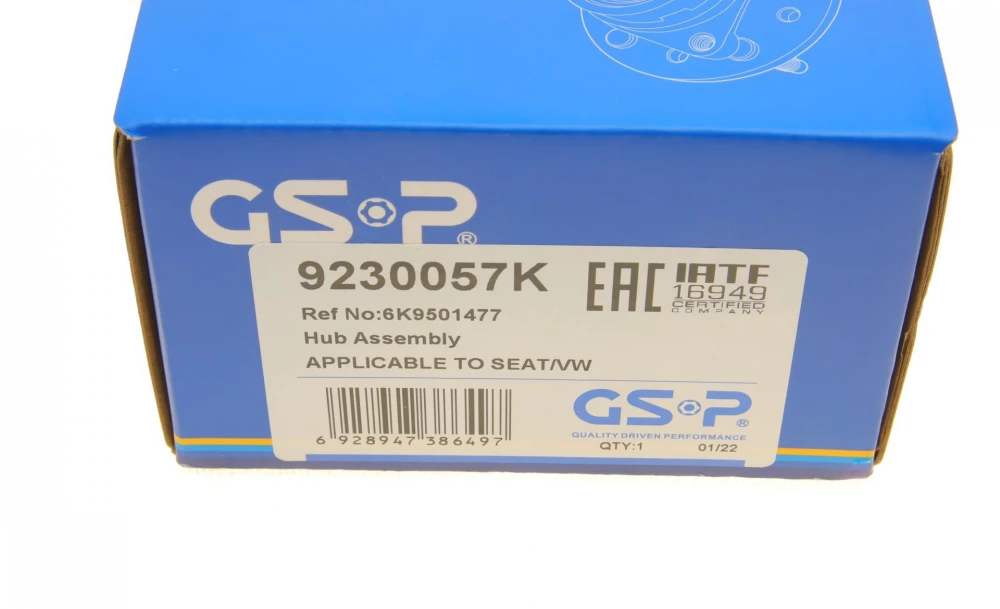 GSP®
9230057K
EAC
IATF
16949
CERTIFIED
COMPANY
Ref No:6K9501477
Hub Assembly
APPLICABLE TO SEAT/VW
6 928947 386497
GSP®
QUALITY DRIVEN PERFORMANCE
QTY:1 01/22